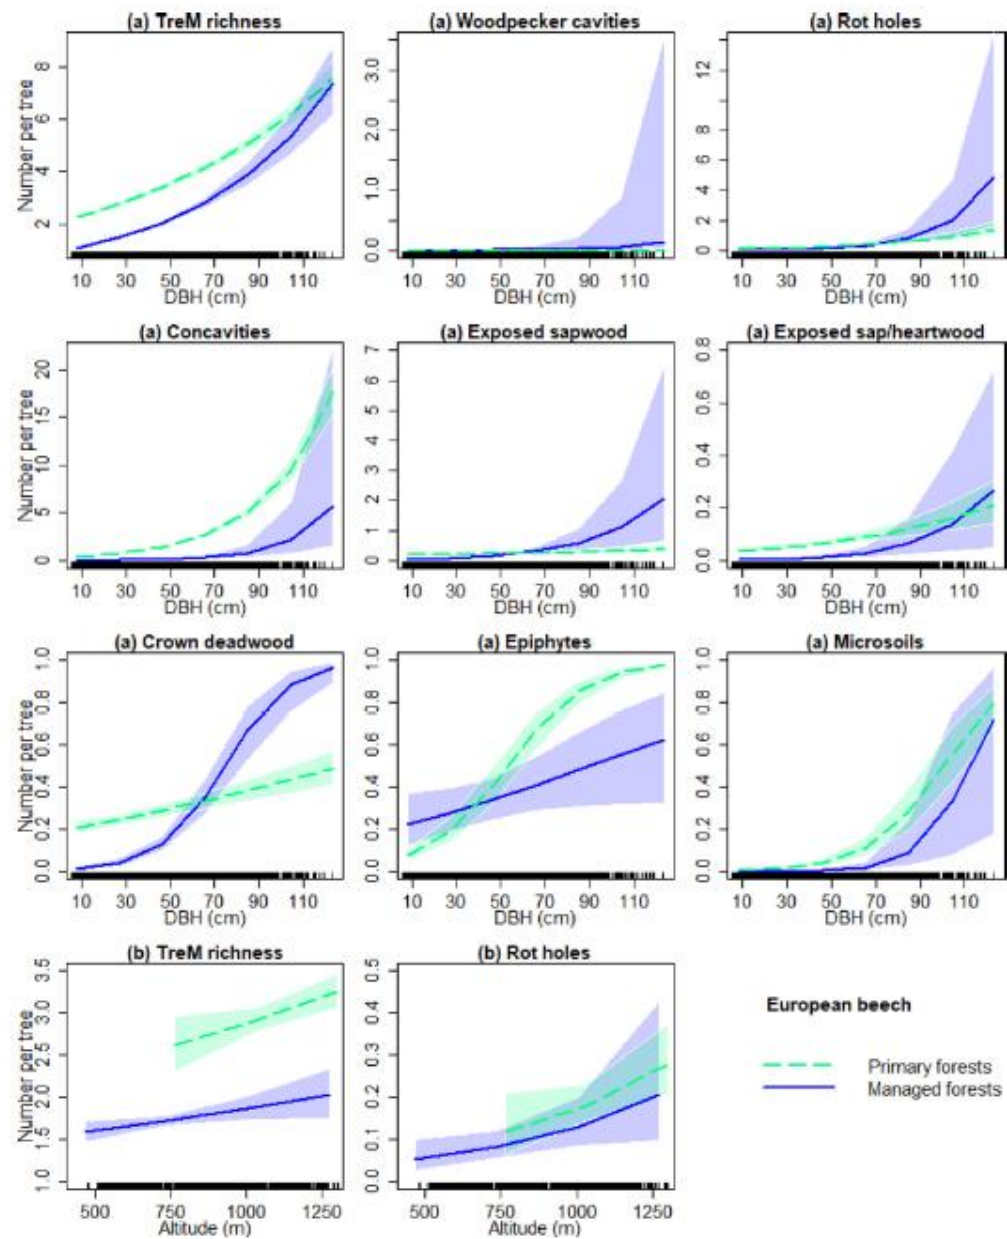 (a) TreM richness
(a) Woodpecker cavities
(a) Rot holes
Number per tree
2 4 6 8
0.0 1.0 2.0 3.0
0 2 4 6 8 12
10 30 50 70 90 110
10 30 50 70 90 110
10 30 50 70 90 110
DBH (cm)
DBH (cm)
DBH (cm)
(a) Concavities
(a) Exposed sapwood
(a) Exposed sap/heartwood
Number per tree
0 5 10 15 20
0 1 2 3 4 5 6 7
0.0 0.2 0.4 0.6 0.8
10 30 50 70 90 110
10 30 50 70 90 110
10 30 50 70 90 110
DBH (cm)
DBH (cm)
DBH (cm)
(a) Crown deadwood
(a) Epiphytes
(a) Microsoils
Number per tree
0.0 0.2 0.4 0.6 0.8 1.0
0.0 0.2 0.4 0.6 0.8 1.0
0.0 0.2 0.4 0.6 0.8 1.0
10 30 50 70 90 110
10 30 50 70 90 110
10 30 50 70 90 110
DBH (cm)
DBH (cm)
DBH (cm)
(b) TreM richness
(b) Rot holes
Number per tree
1.0 1.5 2.0 2.5 3.0 3.5
0.0 0.1 0.2 0.3 0.4 0.5
500 750 1000 1250
500 750 1000 1250
Altitude (m)
Altitude (m)
European beech
Primary forests
Managed forests